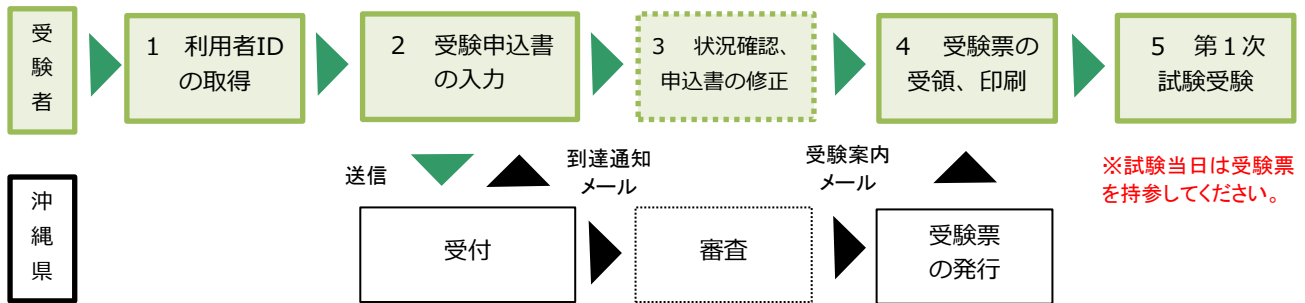 受
験
者
1　利用者ID
の取得
2　受験申込書
の入力
3　状況確認、
申込書の修正
4　受験票の
受領、印刷
5　第１次
試験受験
送信
到達通知
メール
受験案内
メール
※試験当日は受験票
を持参してください。
沖
縄
県
受付
審査
受験票
の発行